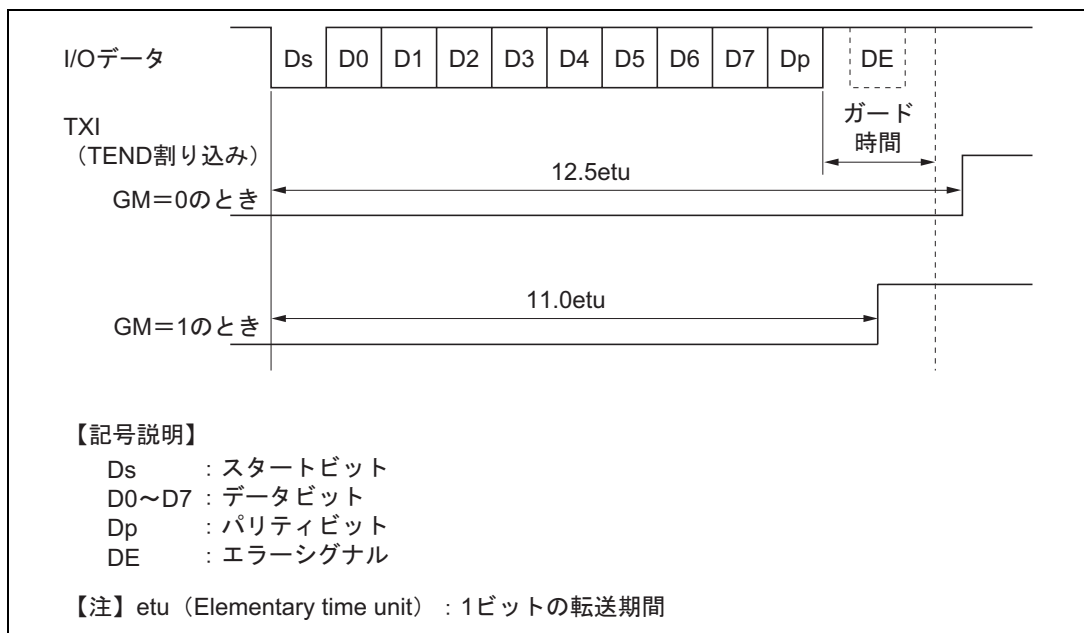 I/Oデータ
Ds D0 D1 D2 D3 D4 D5 D6 D7 Dp DE
TXI
（TEND割り込み）
ガード
時間
12.5etu
GM＝0のとき
11.0etu
GM＝1のとき
【記号説明】
Ds ：スタートビット
D0～D7 ：データビット
Dp ：パリティビット
DE ：エラーシグナル
【注】etu（Elementary time unit）：1ビットの転送期間